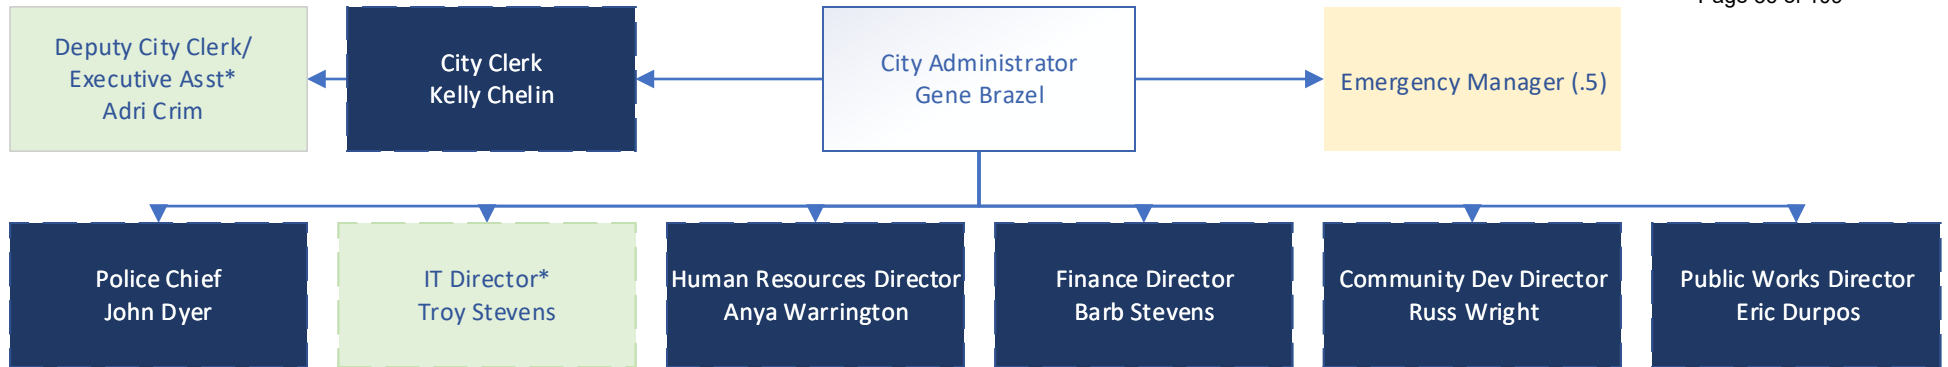 Deputy City Clerk/
Executive Asst*
Adri Crim
City Clerk
Kelly Chelin
City Administrator
Gene Brazel
Emergency Manager (.5)
Police Chief
John Dyer
IT Director*
Troy Stevens
Human Resources Director
Anya Warrington
Finance Director
Barb Stevens
Community Dev Director
Russ Wright
Public Works Director
Eric Durpos